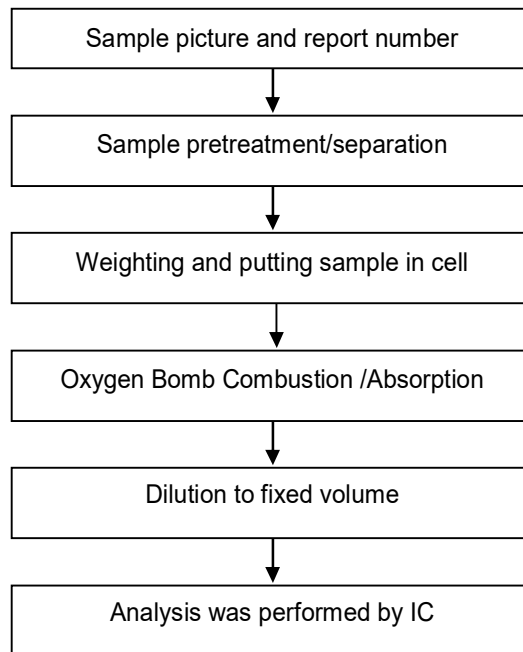 Sample picture and report number
Sample pretreatment/separation
Weighting and putting sample in cell
Oxygen Bomb Combustion /Absorption
Dilution to fixed volume
Analysis was performed by IC